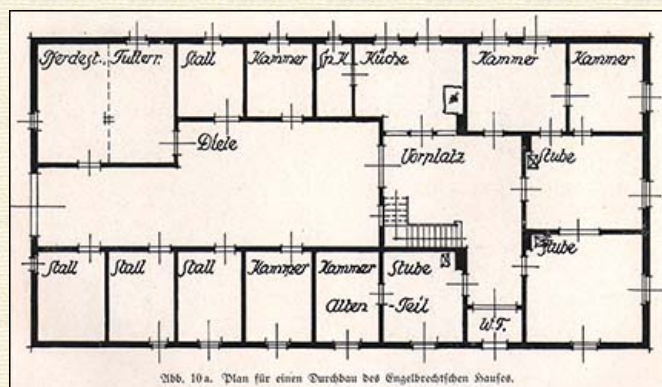 Pferdest. Futterr. Stall Kammer Sp.K. Küche Kammer Kammer
Diele Vorplatz Stube
Stube
Stall Stall Stall Kammer Kammer Stube
Alten - Teil
W.F.
Abb. 10a. Plan für einen Durchbau des Engelbrechtschen Hauses.